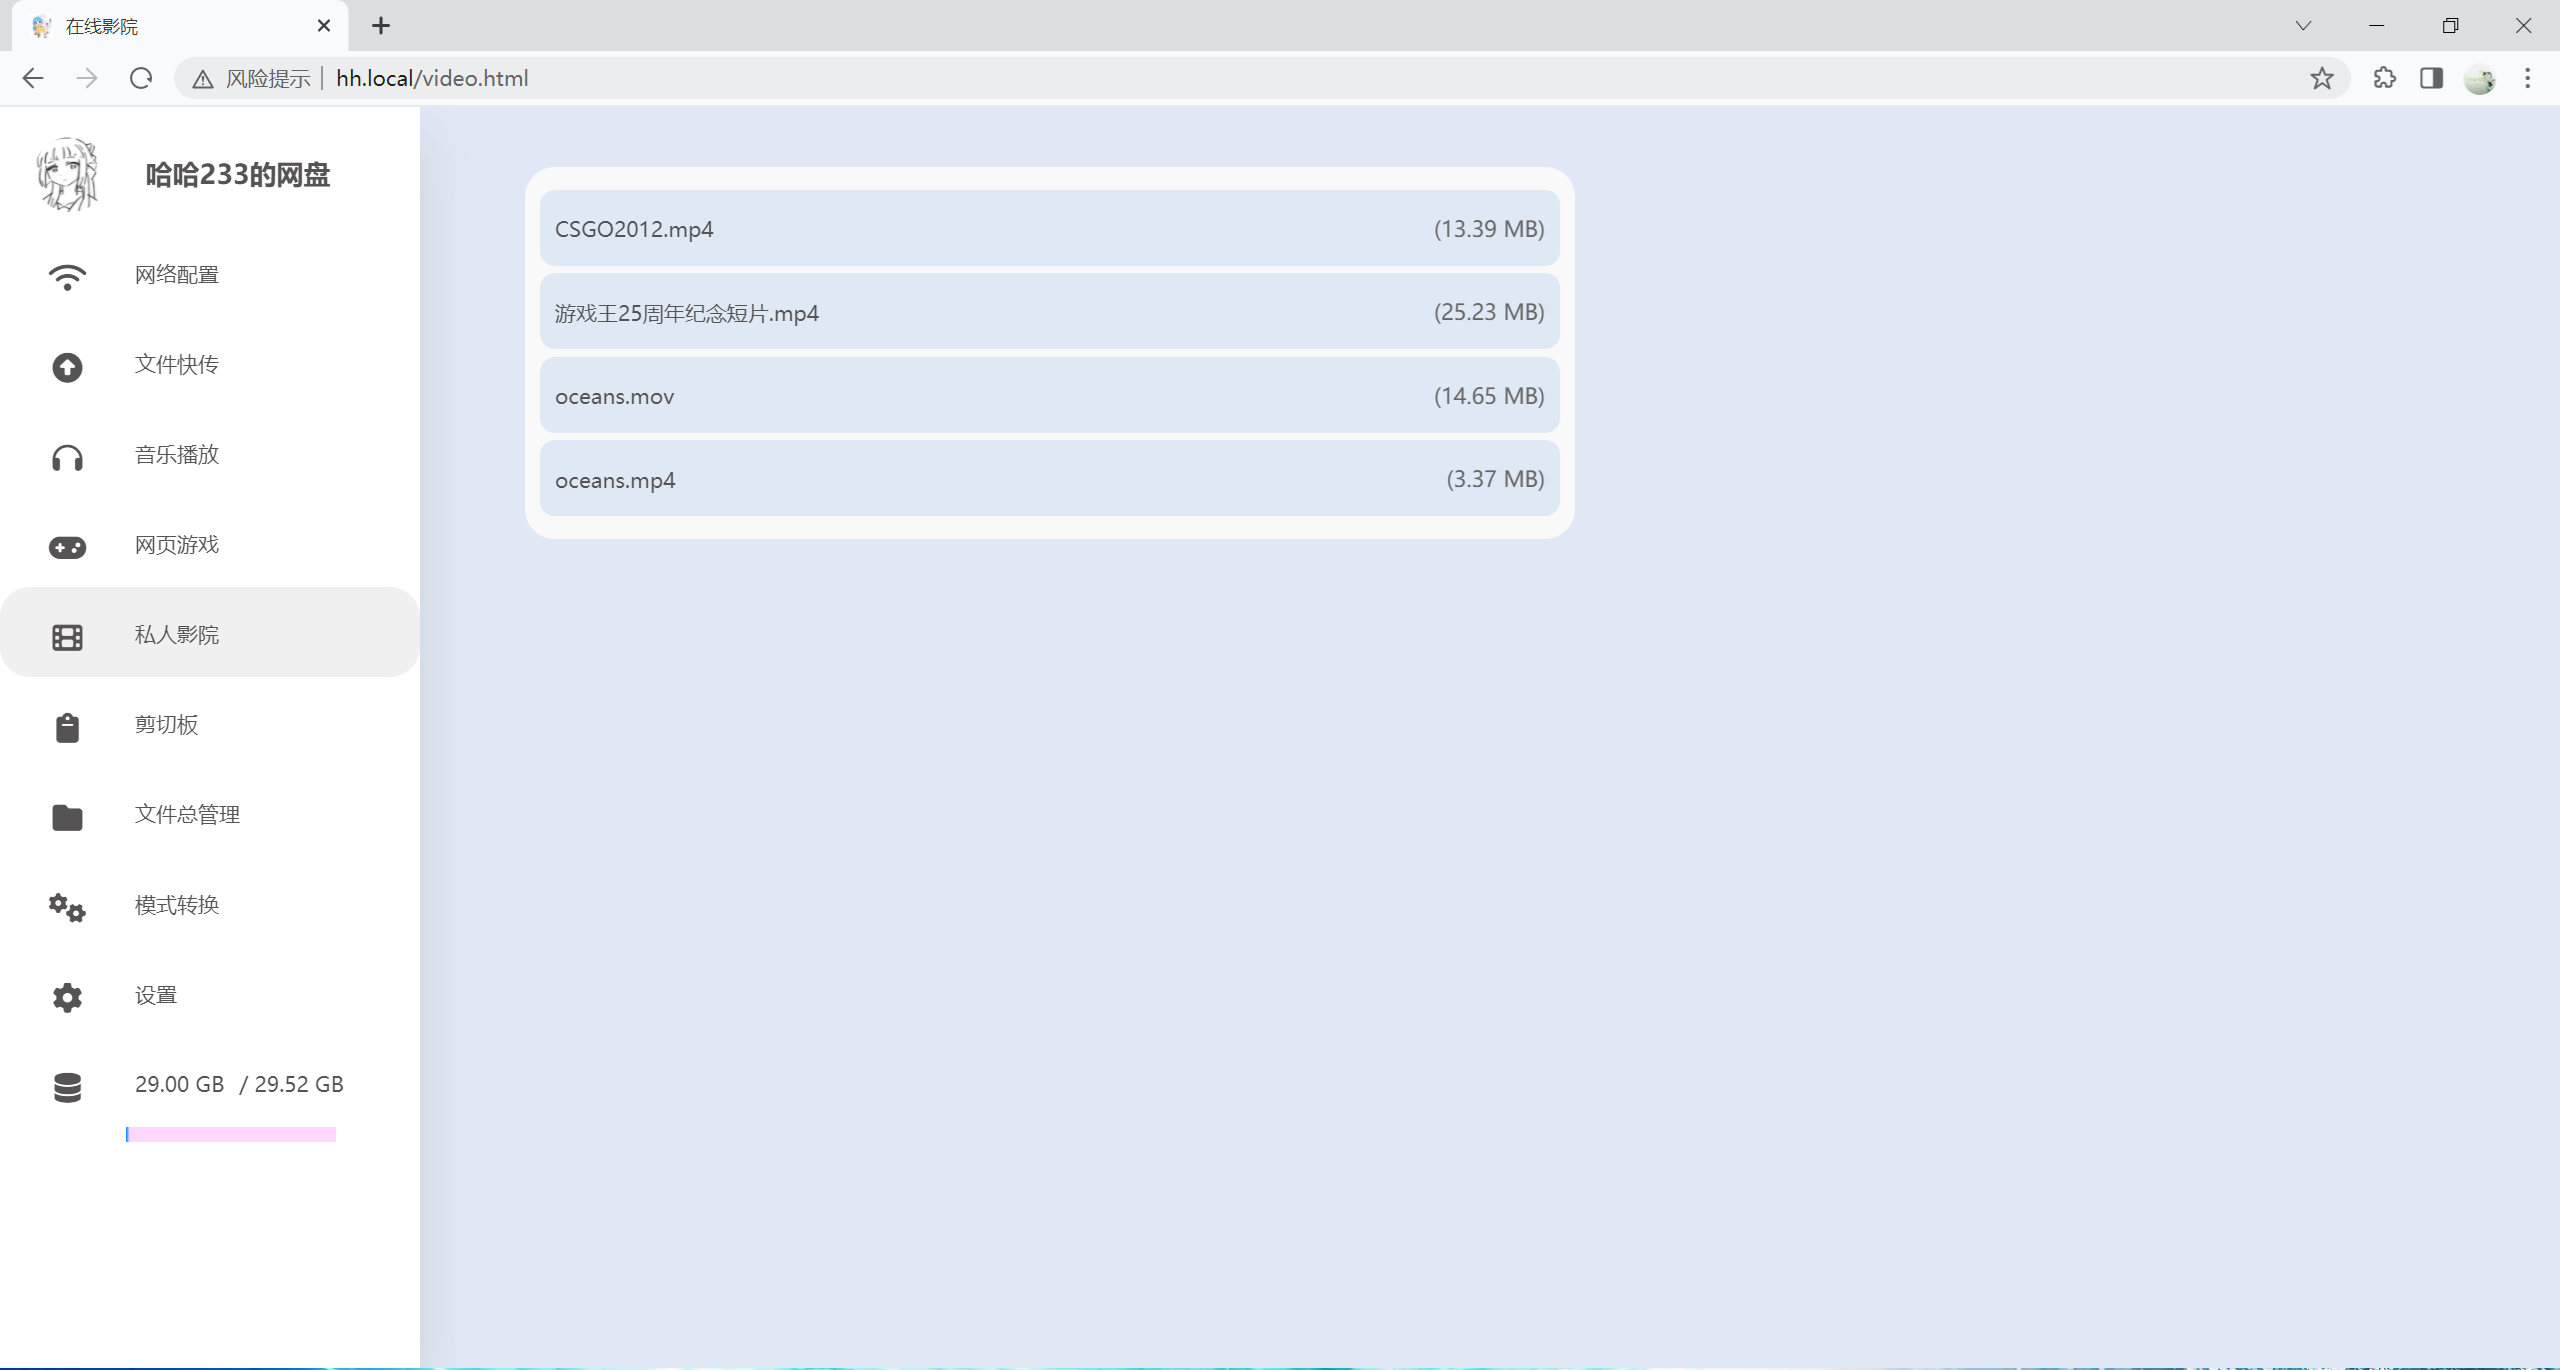 在线影院
风险提示 hh.local/video.html
哈哈233的网盘
网络配置
文件快传
音乐播放
网页游戏
私人影院
剪切板
文件总管理
模式转换
设置
29.00 GB / 29.52 GB
CSGO2012.mp4 (13.39 MB)
游戏王25周年纪念短片.mp4 (25.23 MB)
oceans.mov (14.65 MB)
oceans.mp4 (3.37 MB)